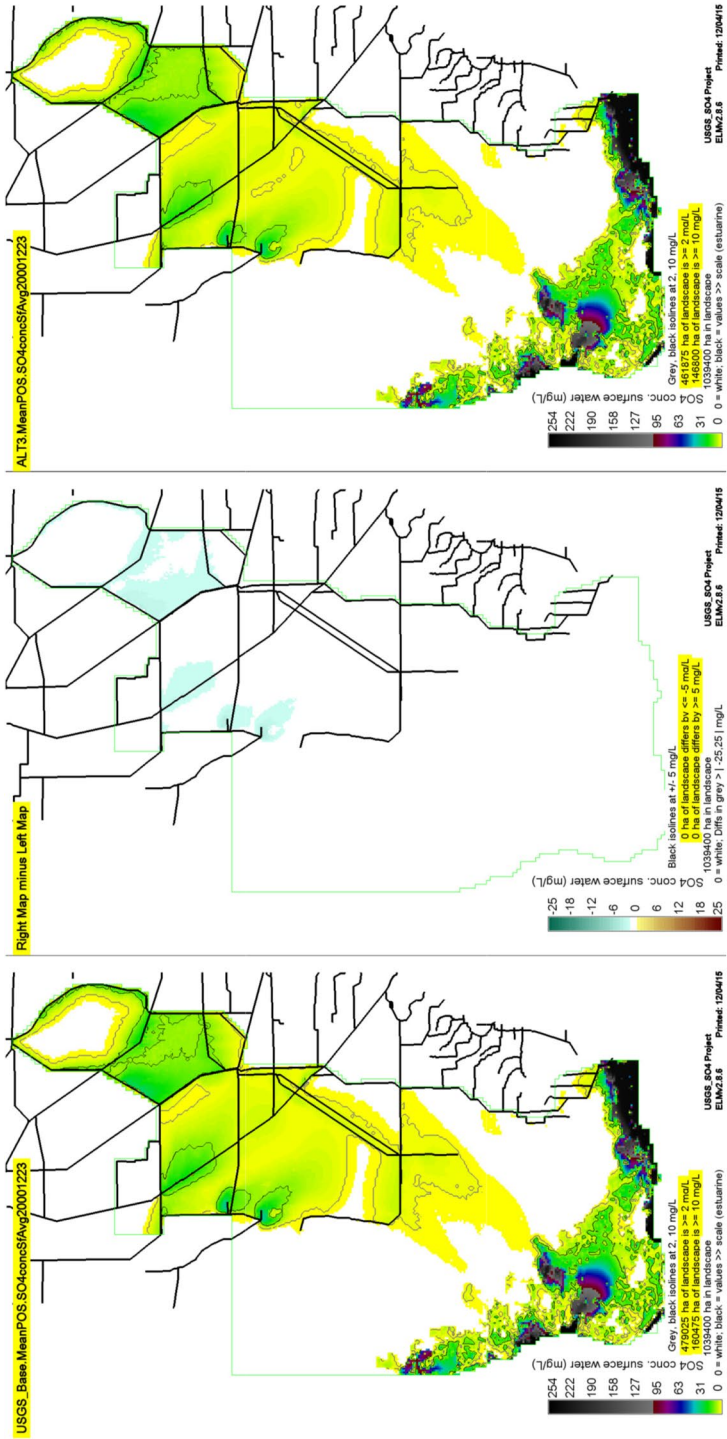 USGS_Base.MeanPOS.SO4concSfAvg20001223
SO4 conc. surface water (mg/L)
254
222
190
158
127
95
63
31
0
Grey, black isolines at 2, 10 mg/L
479025 ha of landscape is >= 2 mg/L
160475 ha of landscape is >= 10 mg/L
1039400 ha in landscape
0 = white; black = values >> scale (estuarine)
USGS_SO4 Project
ELMv2.8.6
Printed: 12/04/15
Right Map minus Left Map
SO4 conc. surface water (mg/L)
-25
-18
-12
-6
0
6
12
18
25
Black isolines at +/- 5 mg/L
0 ha of landscape differs by <= -5 mg/L
0 ha of landscape differs by >= 5 mg/L
1039400 ha in landscape
0 = white; Diffs in grey > | -25,25 | mg/L
USGS_SO4 Project
ELMv2.8.6
Printed: 12/04/15
ALT3.MeanPOS.SO4concSfAvg20001223
SO4 conc. surface water (mg/L)
254
222
190
158
127
95
63
31
0
Grey, black isolines at 2, 10 mg/L
461875 ha of landscape is >= 2 mg/L
146800 ha of landscape is >= 10 mg/L
1039400 ha in landscape
0 = white; black = values >> scale (estuarine)
USGS_SO4 Project
ELMv2.8.6
Printed: 12/04/15